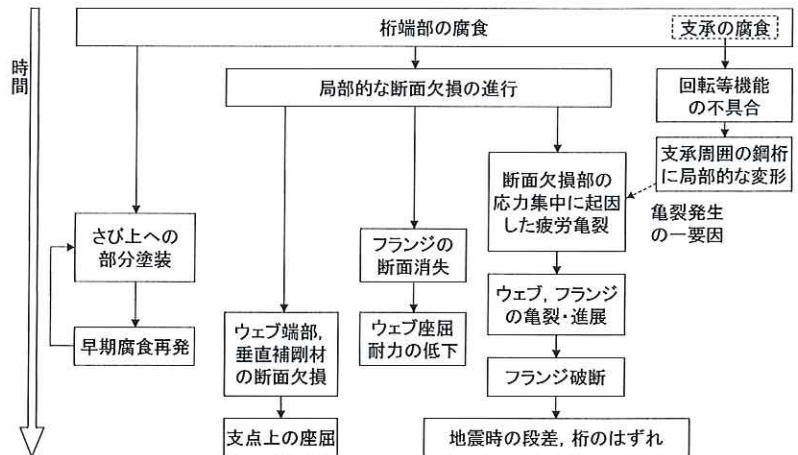 桁端部の腐食
支承の腐食
時間
局部的な断面欠損の進行
回転等機能
の不具合
支承周囲の鋼桁
に局部的な変形
断面欠損部の
応力集中に起因
した疲労亀裂
亀裂発生
の一要因
さび上への
部分塗装
フランジの
断面消失
ウェブ, フランジ
の亀裂・進展
早期腐食再発
ウェブ端部,
垂直補剛材
の断面欠損
ウェブ座屈
耐力の低下
フランジ破断
支点上の座屈
地震時の段差, 桁のはずれ